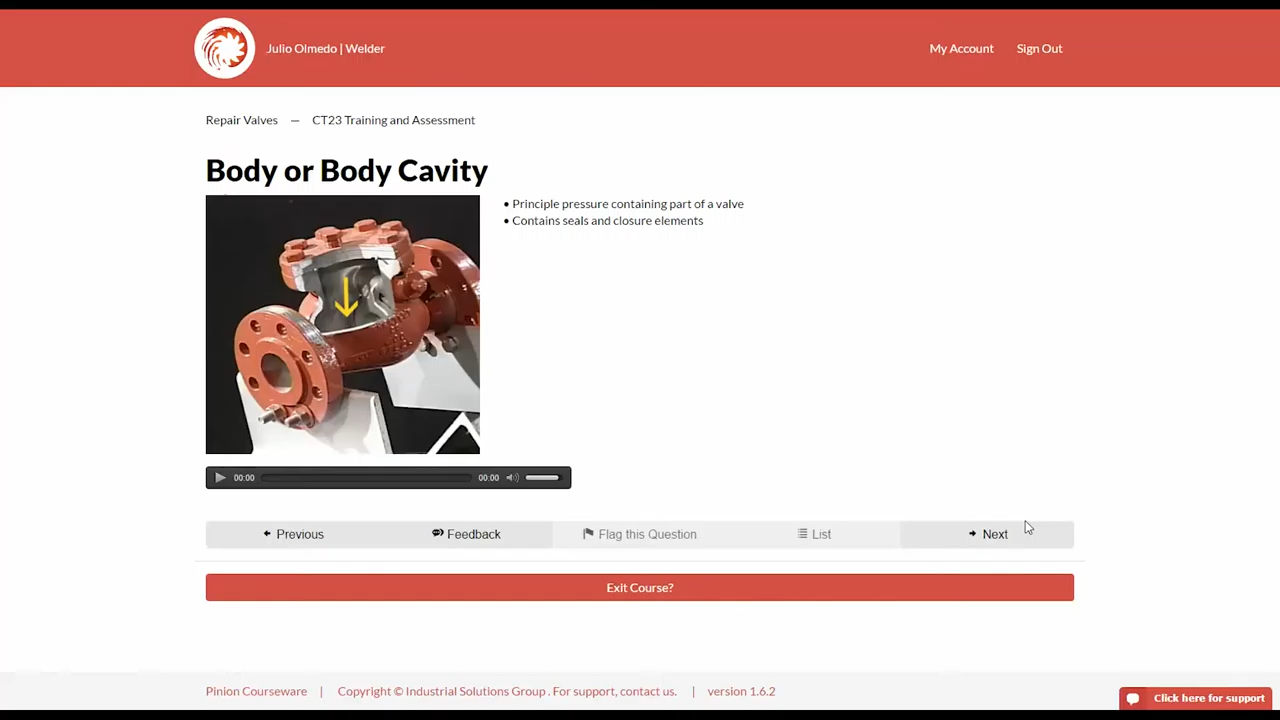 Julio Olmedo | Welder
My Account
Sign Out
Repair Valves — CT23 Training and Assessment
Body or Body Cavity
• Principle pressure containing part of a valve
• Contains seals and closure elements
00:00
00:00
Previous
Feedback
Flag this Question
List
Next
Exit Course?
Pinion Courseware | Copyright © Industrial Solutions Group . For support, contact us. | version 1.6.2
Click here for support